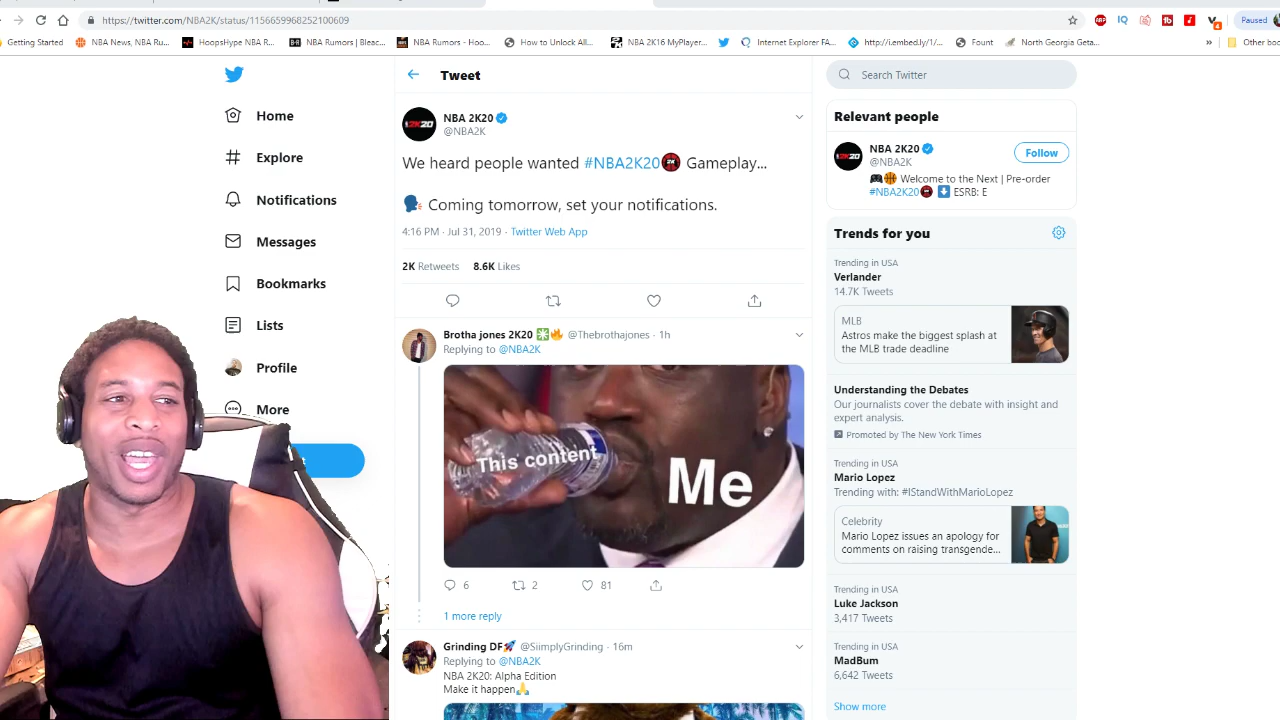 https://twitter.com/NBA2K/status/1156659968252100609
Paused
Getting Started
NBA News, NBA Ru...
HoopsHype NBA R...
NBA Rumors | Bleac...
NBA Rumors - Hoo...
How to Unlock All...
NBA 2K16 MyPlayer...
Internet Explorer FA...
http://i.embed.ly/1/...
Fount
North Georgia Geta...
»
Other boo
Home
Explore
Notifications
Messages
Bookmarks
Lists
Profile
More
Tweet
NBA 2K20
@NBA2K
We heard people wanted #NBA2K20 Gameplay...
Coming tomorrow, set your notifications.
4:16 PM · Jul 31, 2019 · Twitter Web App
2K Retweets 8.6K Likes
Brotha jones 2K20 @Thebrothajones · 1h
Replying to @NBA2K
This content
Me
6 2 81
1 more reply
Grinding DF @SiimplyGrinding · 16m
Replying to @NBA2K
NBA 2K20: Alpha Edition
Make it happen
Search Twitter
Relevant people
NBA 2K20
@NBA2K
Follow
Welcome to the Next | Pre-order
#NBA2K20 ESRB: E
Trends for you
Trending in USA
Verlander
14.7K Tweets
MLB
Astros make the biggest splash at
the MLB trade deadline
Understanding the Debates
Our journalists cover the debate with insight and
expert analysis.
Promoted by The New York Times
Trending in USA
Mario Lopez
Trending with: #IStandWithMarioLopez
Celebrity
Mario Lopez issues an apology for
comments on raising transgende...
Trending in USA
Luke Jackson
3,417 Tweets
Trending in USA
MadBum
6,642 Tweets
Show more